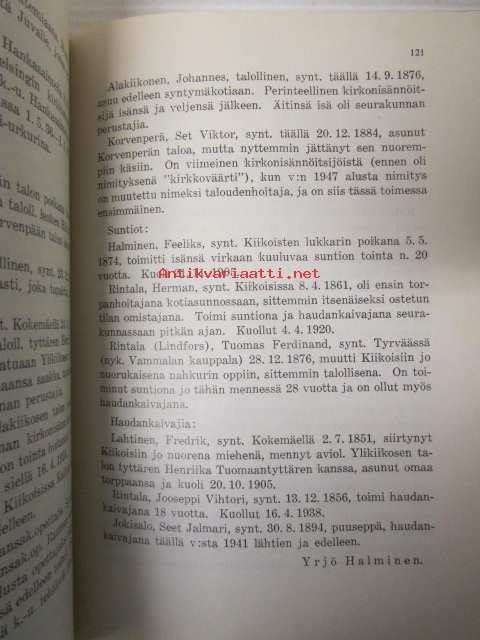 121
Alakiikonen, Johannes, talollinen, synt. täällä 14. 9. 1876,
asuu edelleen syntymäkotiaan. Perinteellinen kirkonisännöit-
sijä isänsä ja veljensä jälkeen. Äitinsä isä oli seurakunnan
perustajia.
Korvenperä, Set Viktor, synt. täällä 20. 12. 1884, asunut
Korvenperän taloa, mutta nyttemmin jättänyt sen nuorem-
pien käsiin. On viimeinen kirkonisännöitsijöistä (ennen oli
nimityksenä "kirkkoväärti"), kun v:n 1947 alusta nimitys
on muutettu nimeksi taloudenhoitaja, ja on siis tässä toimessa
ensimmäinen.
Suntiot:
Halminen, Feeliks, synt. Kiikoisten lukkarin poikana 5. 5.
1874, toimitti isänsä virkaan kuuluvaa suntion tointa n. 20
vuotta. 1905.
Antikvariaatti.net
Rintala, Herman, synt. Kiikoisissa 8. 4. 1861, oli ensin tor-
panhoitajana kotiasunnossaan, sittemmin itsenäiseksi ostetun
tilan omistajana. Toimi suntiona ja haudankaivajana seura-
kunnassaan pitkän ajan. Kuollut 4. 4. 1920.
Rintala (Lindfors), Tuomas Ferdinand, synt. Tyrväässä
(nyk. Vammalan kauppala) 28. 12. 1876, muutti Kiikoisiin jo
nuorukaisena nahkurin oppiin, sittemmin talollisena. On toi-
minut suntiona jo tähän mennessä 28 vuotta ja on ollut myös
haudankaivajana.
Haudankaivajia:
Lahtinen, Fredrik, synt. Kokemäellä 2. 7. 1851, siirtynyt
Kiikoisiin jo nuorena miehenä, mennyt aviol. Ylikiikosen ta-
lon tyttären Henriika Tuomaantyttären kanssa, asunut omaa
torppaansa ja kuoli 20. 10. 1905.
Rintala, Jooseppi Vihtori, synt. 13. 12. 1856, toimi haudan-
kaivajana 18 vuotta. Kuollut 16. 4. 1938.
Jokisalo, Seet Jalmari, synt. 30. 8. 1894, puuseppä, haudan-
kaivajana täällä v:sta 1941 lähtien ja edelleen.
Yrjö Halminen.